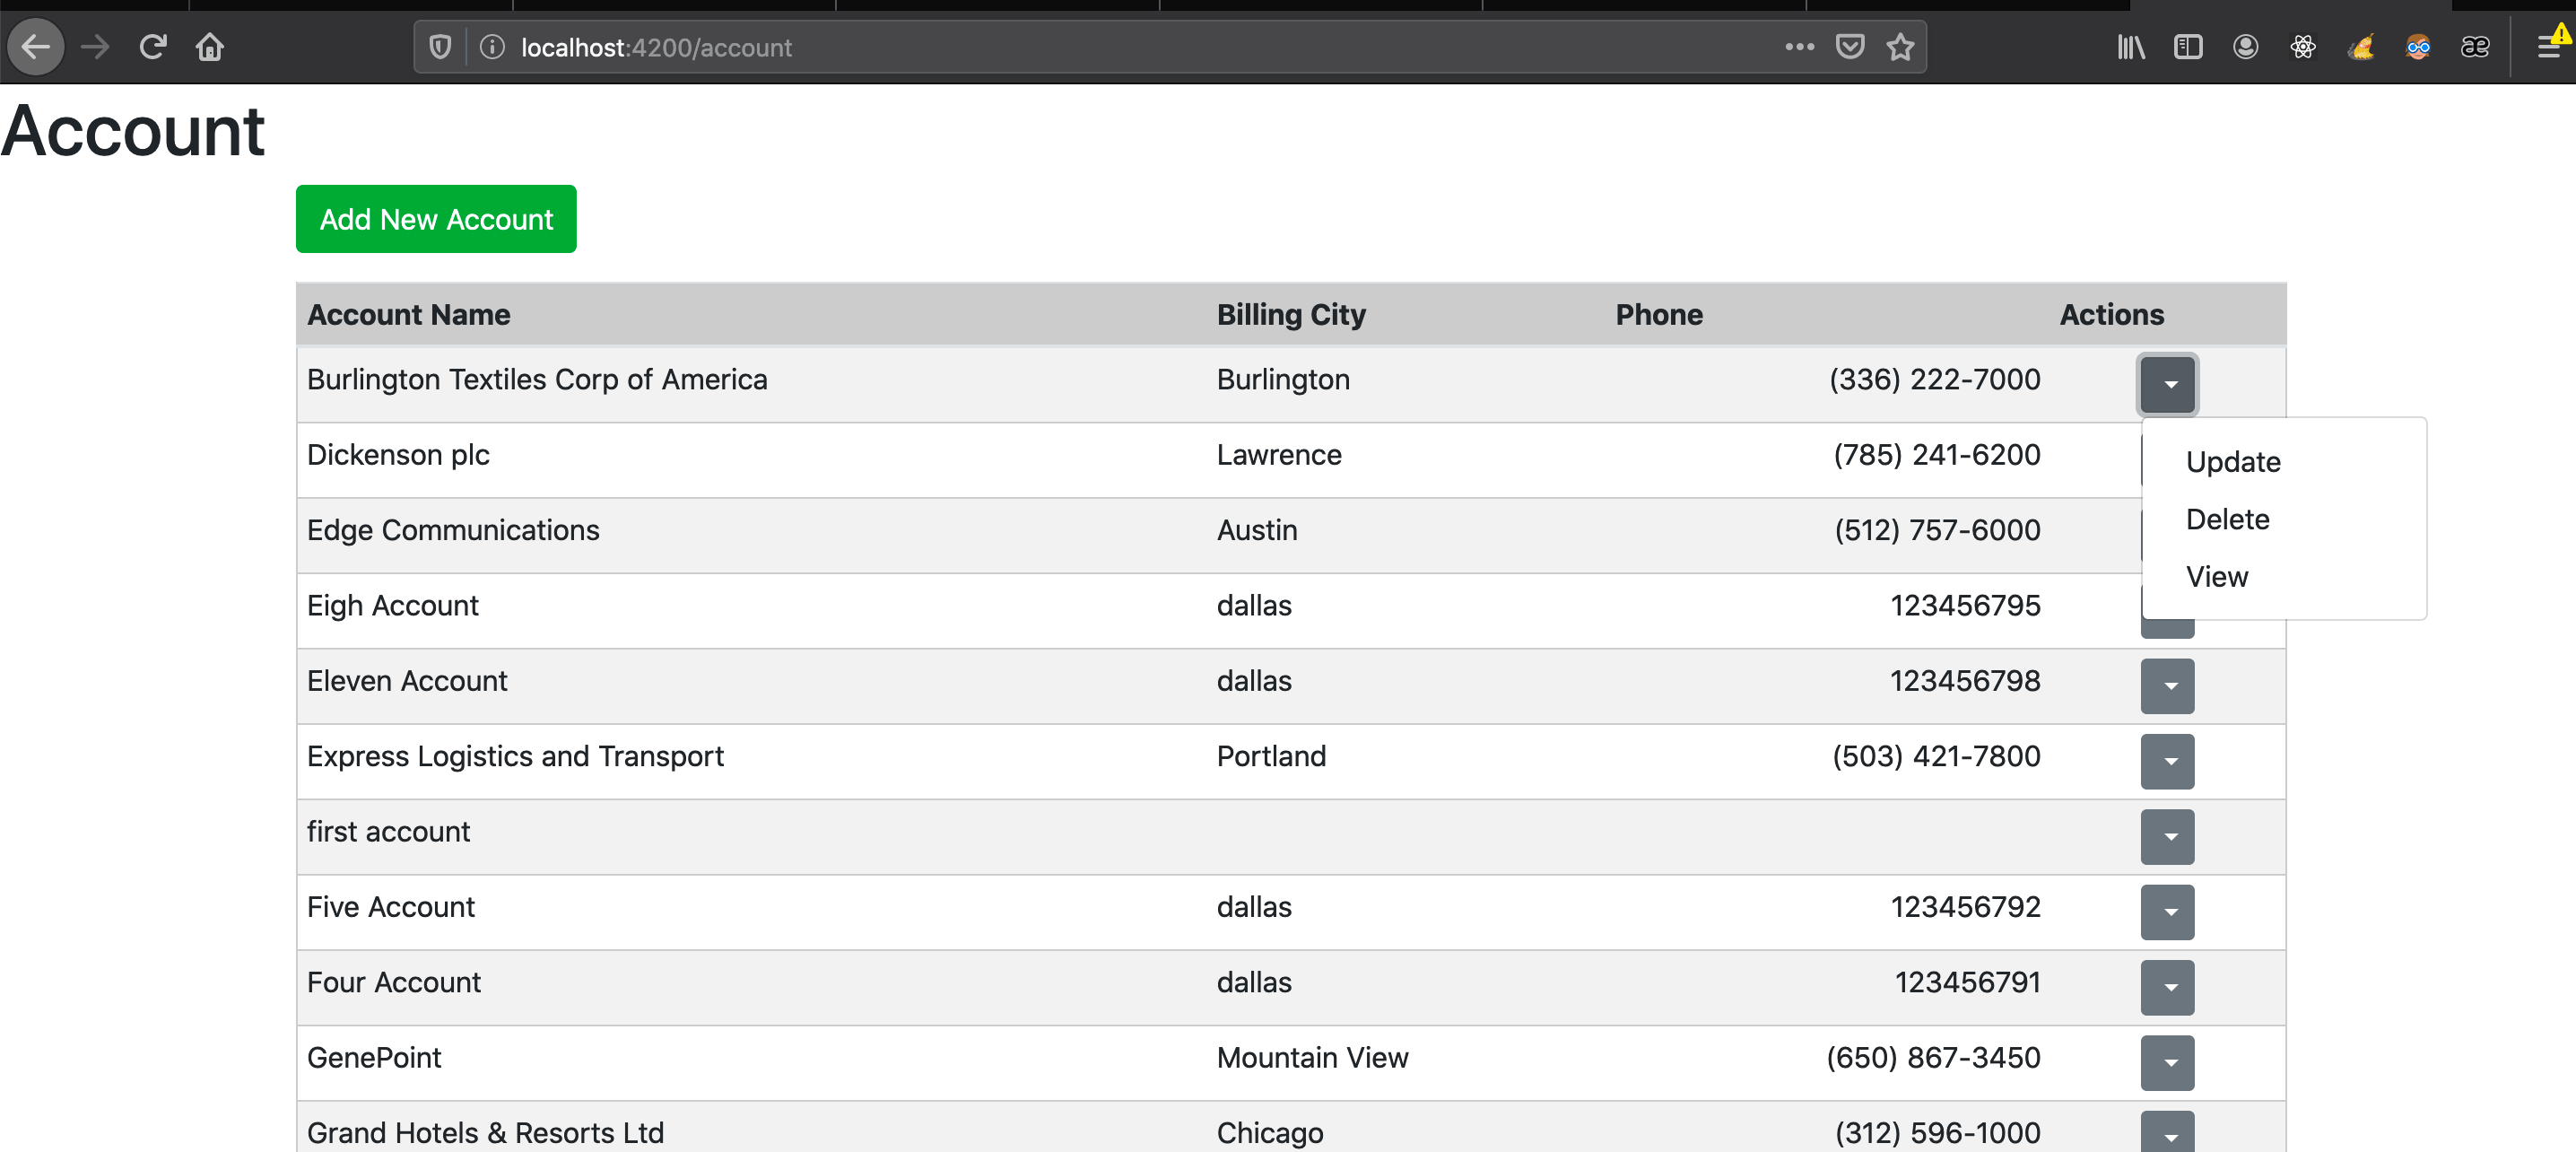 localhost:4200/account
Account
Add New Account
Account Name Billing City Phone Actions
Burlington Textiles Corp of America Burlington (336) 222-7000
Dickenson plc Lawrence (785) 241-6200
Update
Edge Communications Austin (512) 757-6000
Delete
View
Eigh Account dallas 123456795
Eleven Account dallas 123456798
Express Logistics and Transport Portland (503) 421-7800
first account
Five Account dallas 123456792
Four Account dallas 123456791
GenePoint Mountain View (650) 867-3450
Grand Hotels & Resorts Ltd Chicago (312) 596-1000